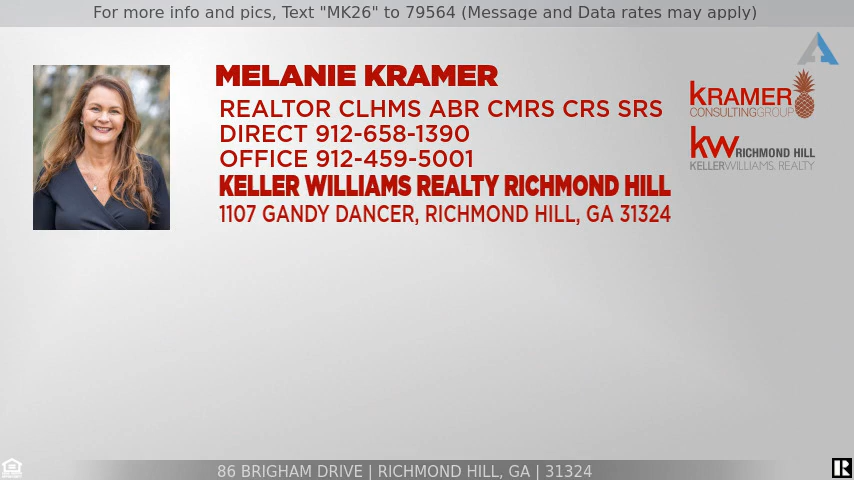 For more info and pics, Text "MK26" to 79564 (Message and Data rates may apply)
MELANIE KRAMER
REALTOR CLHMS ABR CMRS CRS SRS
DIRECT 912-658-1390
OFFICE 912-459-5001
KELLER WILLIAMS REALTY RICHMOND HILL
1107 GANDY DANCER, RICHMOND HILL, GA 31324
KRAMER
CONSULTINGGROUP
kw RICHMOND HILL
KELLERWILLIAMS. REALTY
86 BRIGHAM DRIVE | RICHMOND HILL, GA | 31324